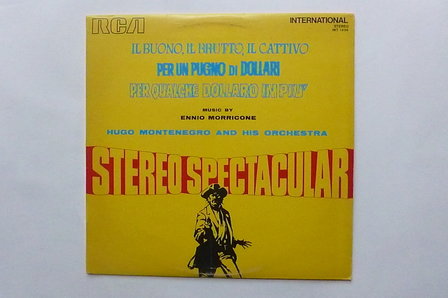 RCA
INTERNATIONAL
STEREO
IL BUONO, IL BRUTTO, IL CATTIVO
PER UN PUGNO DI DOLLARI
PER QUALCHE DOLLARO IN PIU'
MUSIC BY
ENNIO MORRICONE
HUGO MONTENEGRO AND HIS ORCHESTRA
STEREO SPECTACULAR